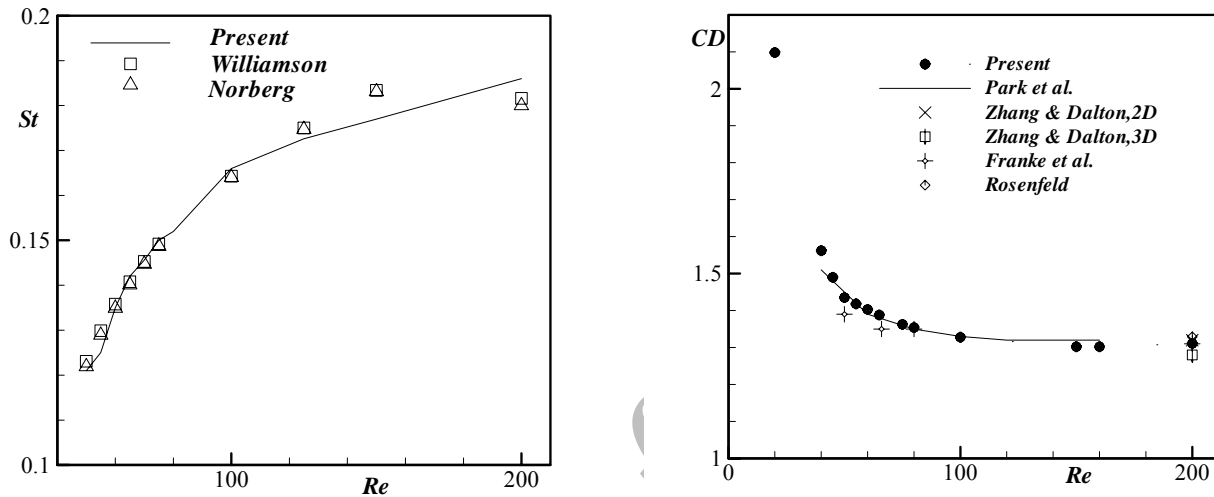 0.2
St
0.15
0.1
100
Re
200
Present
Williamson
Norberg
CD
2
1.5
1
0
100
Re
200
Present
Park et al.
Zhang & Dalton,2D
Zhang & Dalton,3D
Franke et al.
Rosenfeld